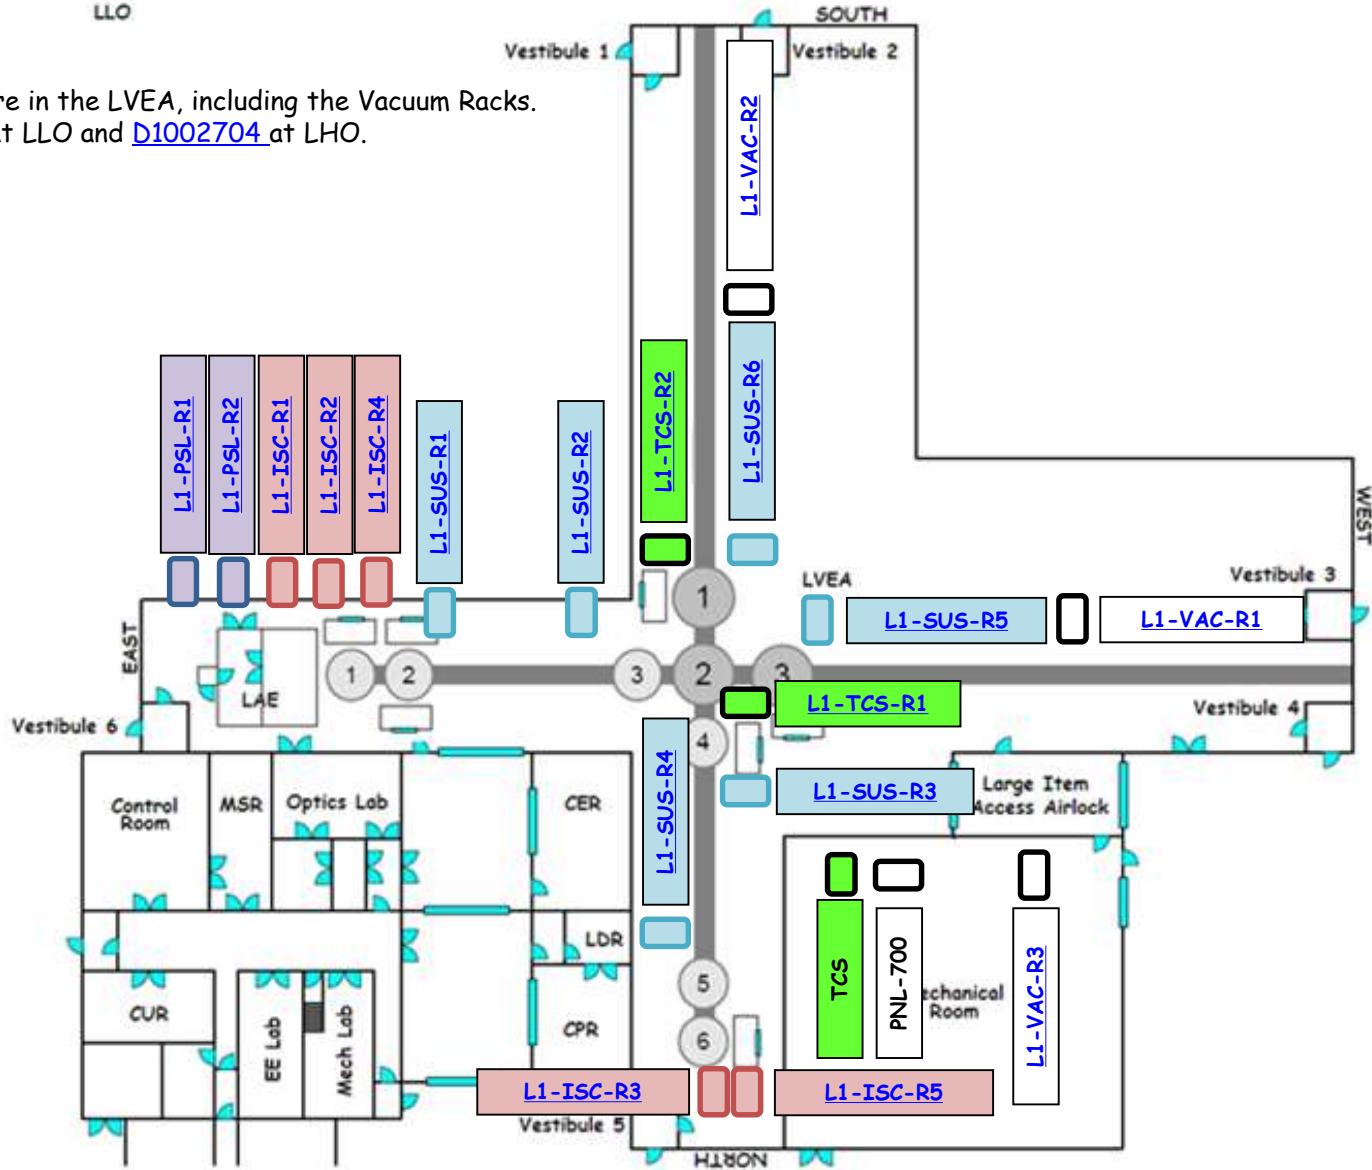 LLO
SOUTH
Vestibule 1
Vestibule 2
re in the LVEA, including the Vacuum Racks.
at LLO and D1002704 at LHO.
L1-VAC-R2
L1-TCS-R2
L1-SUS-R6
L1-PSL-R1
L1-PSL-R2
L1-ISC-R1
L1-ISC-R2
L1-ISC-R4
L1-SUS-R1
L1-SUS-R2
WEST
LVEA
Vestibule 3
1
L1-SUS-R5
L1-VAC-R1
EAST
1
2
3
2
3
LAE
L1-TCS-R1
Vestibule 4
Vestibule 6
4
L1-SUS-R4
L1-SUS-R3
Large Item
Access Airlock
Control
Room
MSR
Optics Lab
CER
LDR
TCS
PNL-700
echanical
Room
L1-VAC-R3
5
CUR
EE Lab
Mech Lab
CPR
6
L1-ISC-R3
L1-ISC-R5
Vestibule 5
NORTH